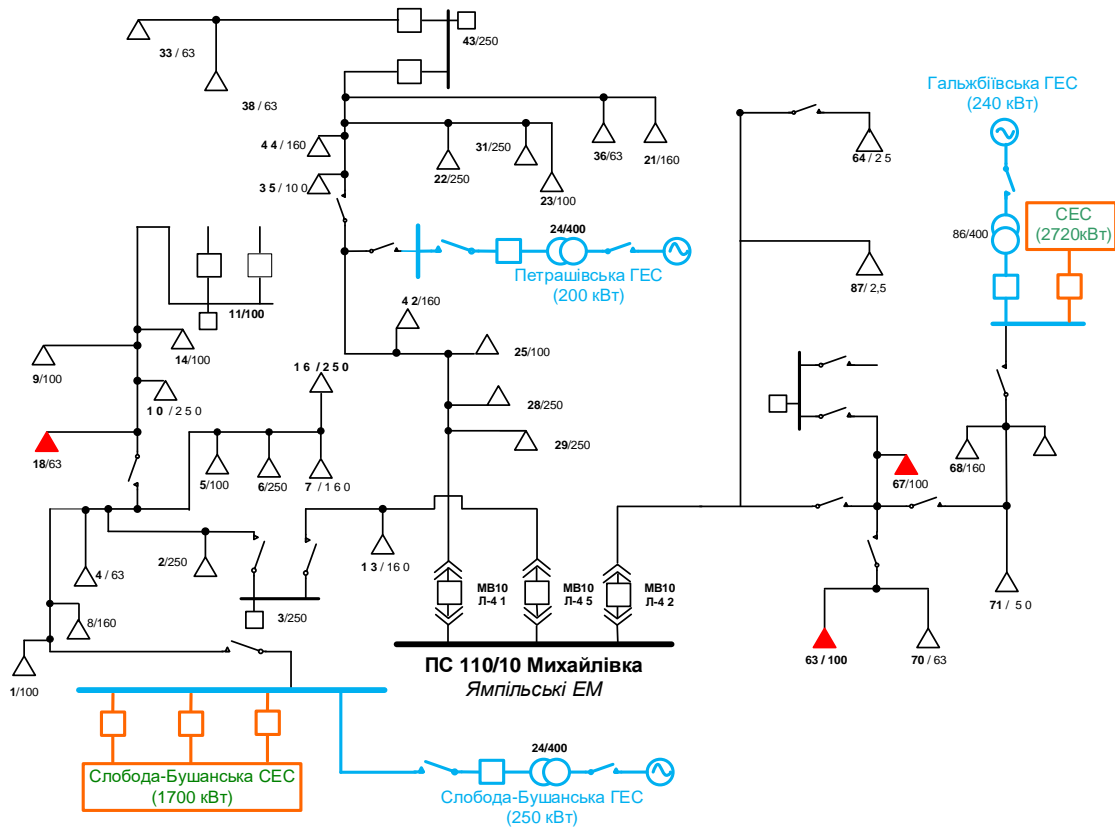 33 / 63
43/250
38 / 63
4 4 / 160
31/250
36/63
21/160
22/250
3 5 / 1 0 0
23/100
64 / 2 5
Гальжбіївська ГЕС
(240 кВт)
СЕС
(2720кВт)
86/400
24/400
Петрашівська ГЕС
(200 кВт)
87/ 2,5
4 2/160
11/100
14/100
9/100
25/100
1 6 / 2 5 0
1 0 / 2 5 0
28/250
29/250
18/63
5/100
6/250
7 / 1 6 0
68/160
67/100
2/250
4 / 63
1 3 / 16 0
МВ10
Л-4 1
МВ10
Л-4 5
МВ10
Л-4 2
3/250
8/160
71 / 5 0
1/100
63 / 100
70 / 63
ПС 110/10 Михайлівка
Ямпільські ЕМ
24/400
Слобода-Бушанська СЕС
(1700 кВт)
Слобода-Бушанська ГЕС
(250 кВт)